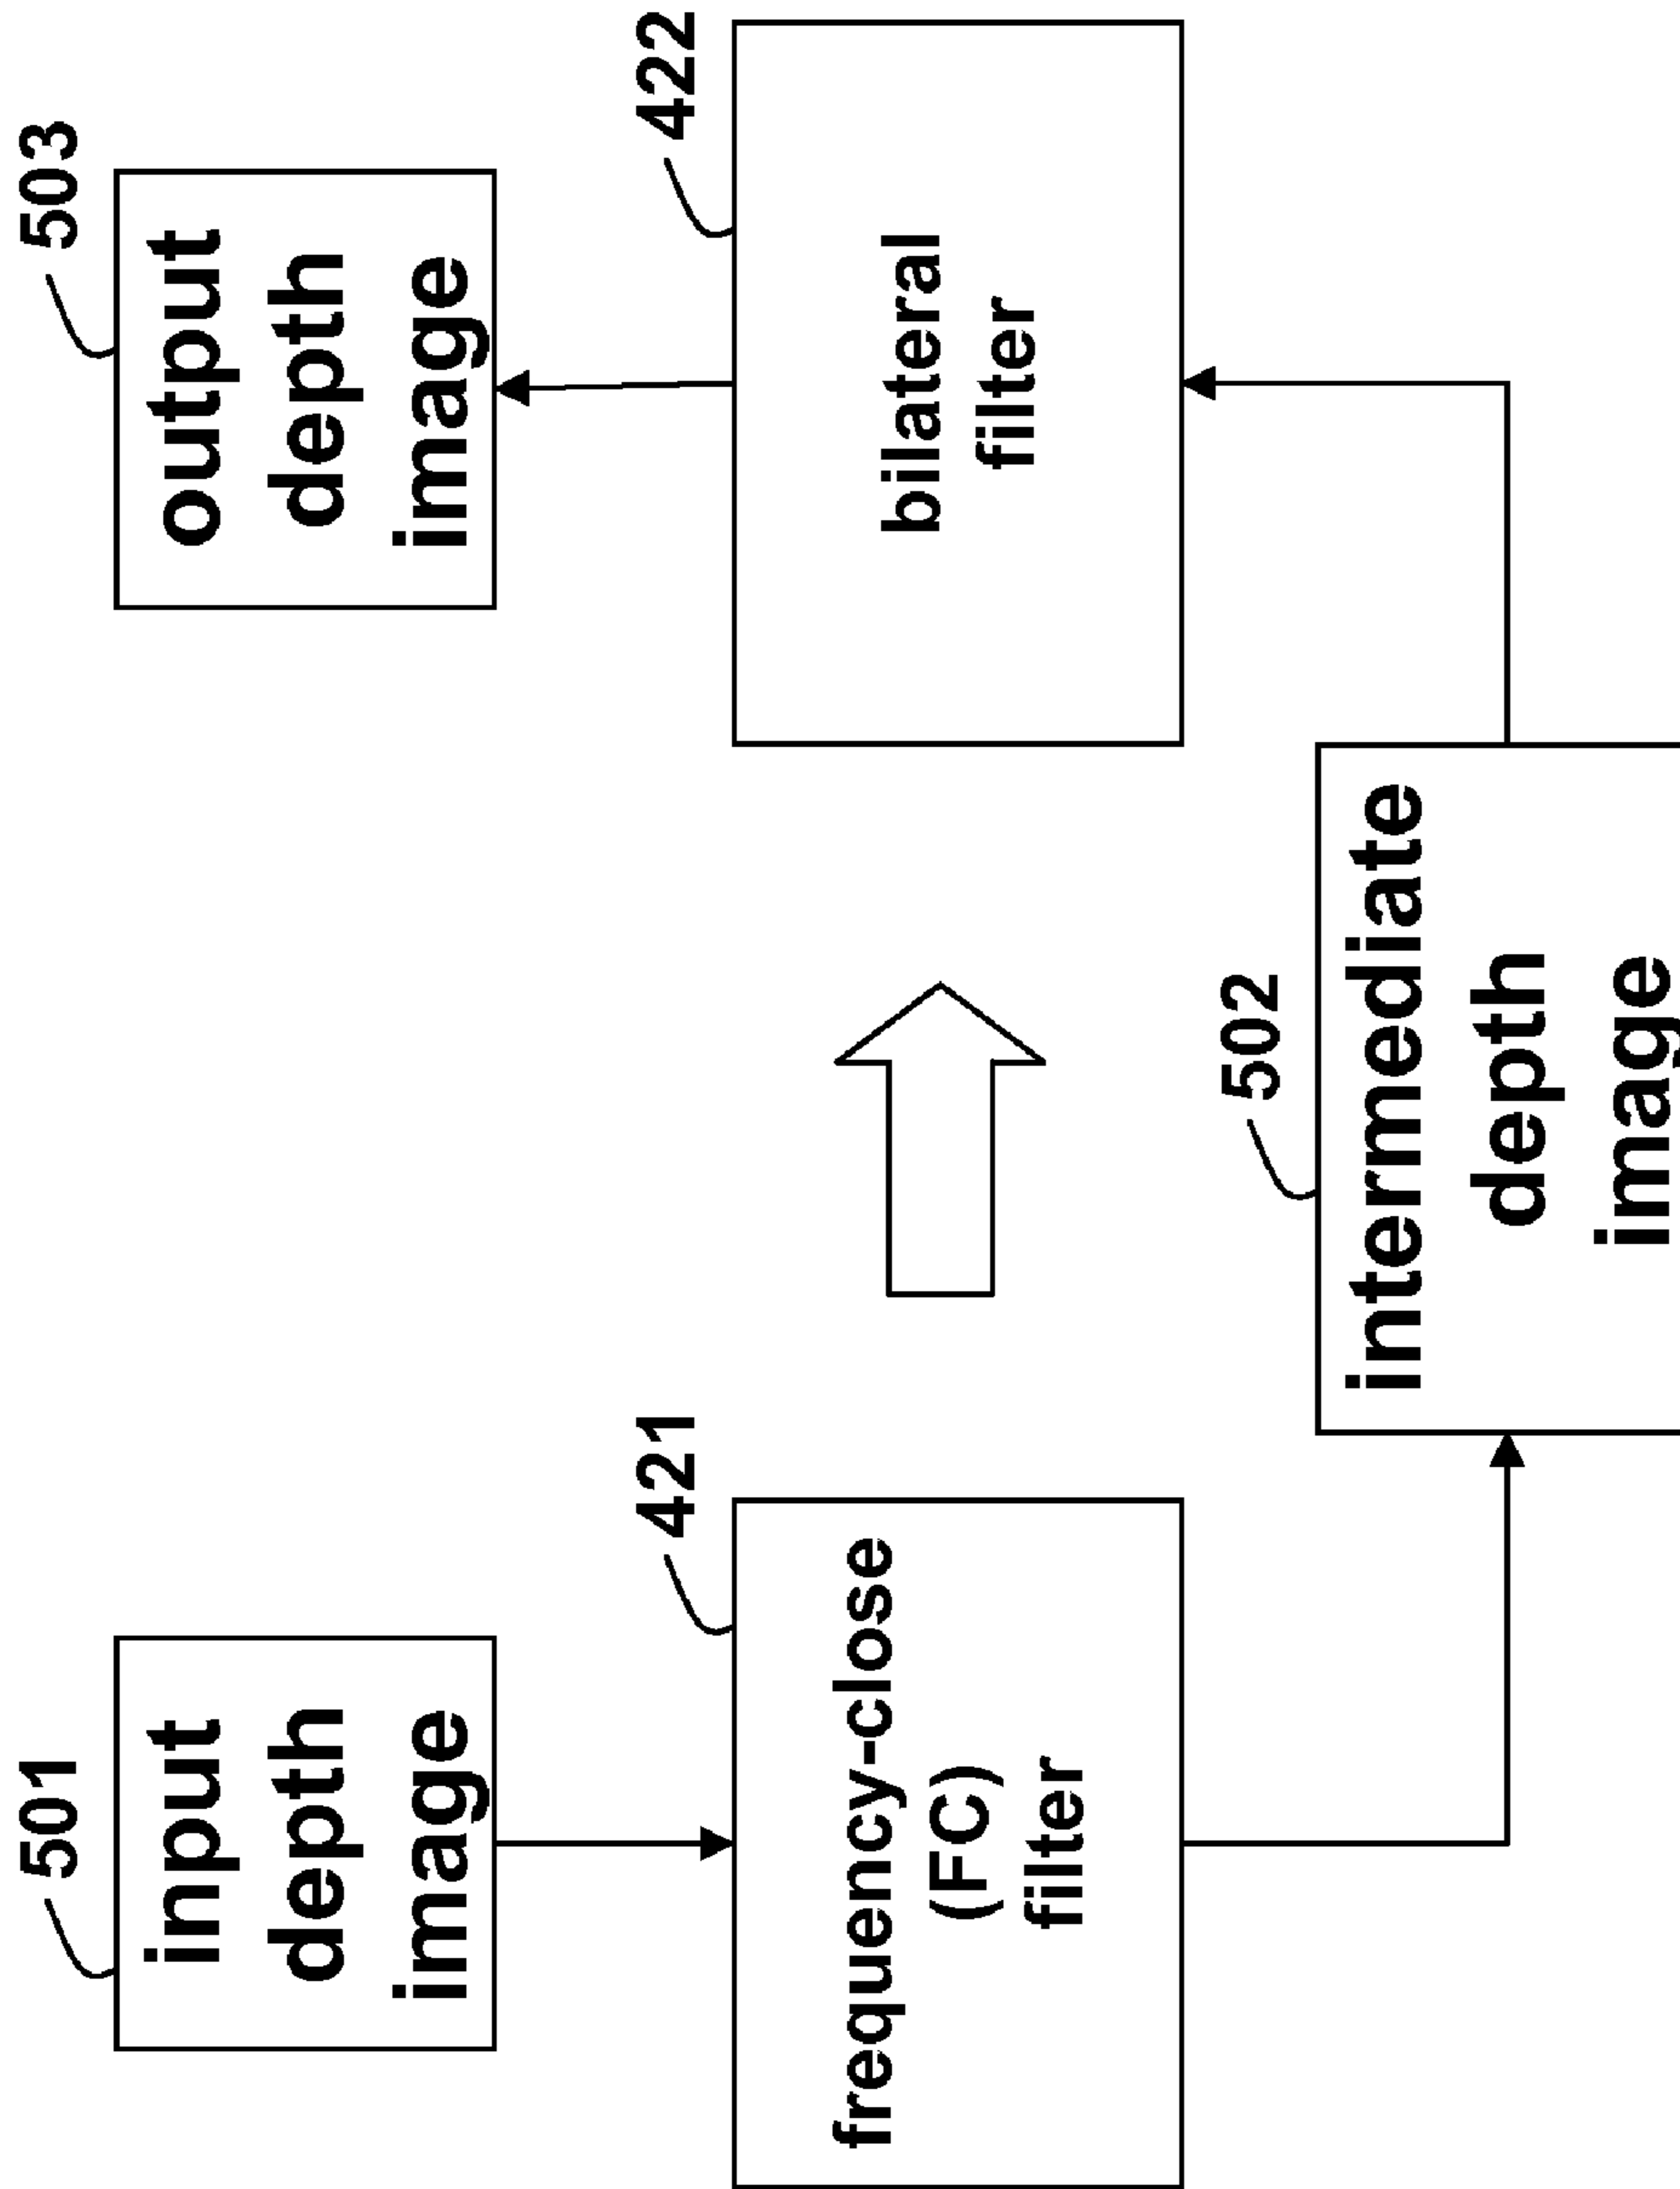 501
input
depth
image
421
frequency-close
(FC)
filter
502
intermediate
depth
image
422
bilateral
filter
503
output
depth
image